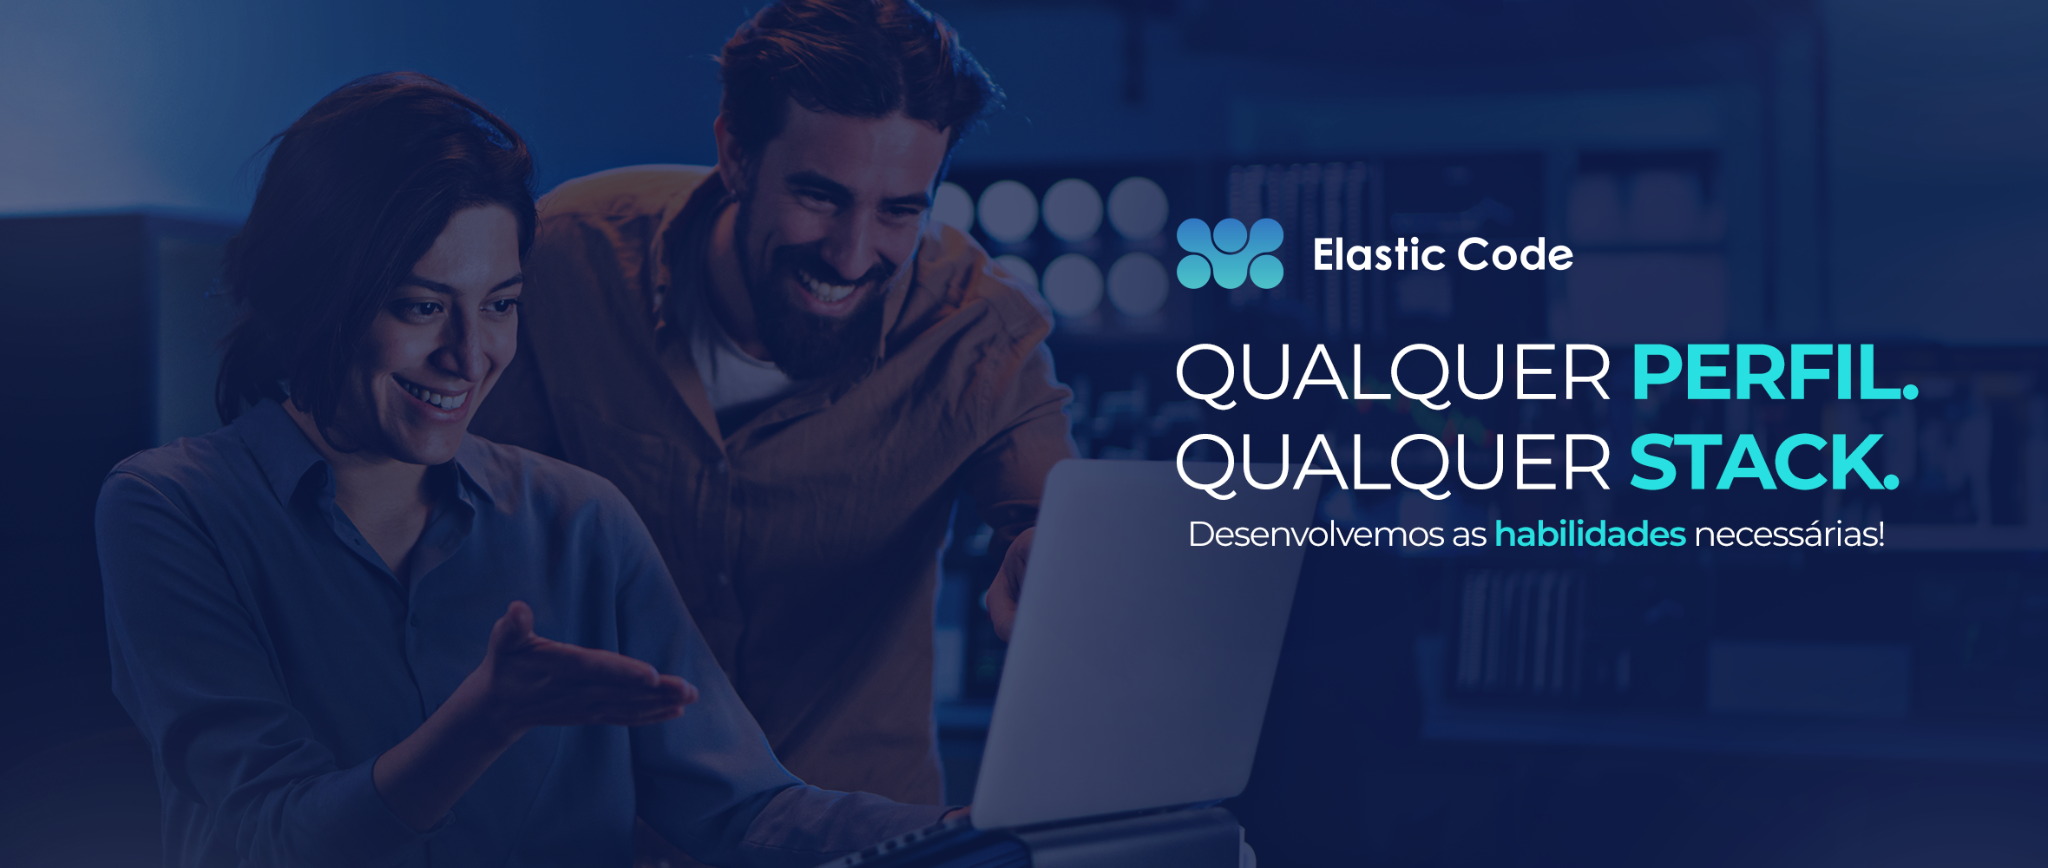 Elastic Code
QUALQUER PERFIL.
QUALQUER STACK.
Desenvolvemos as habilidades necessárias!